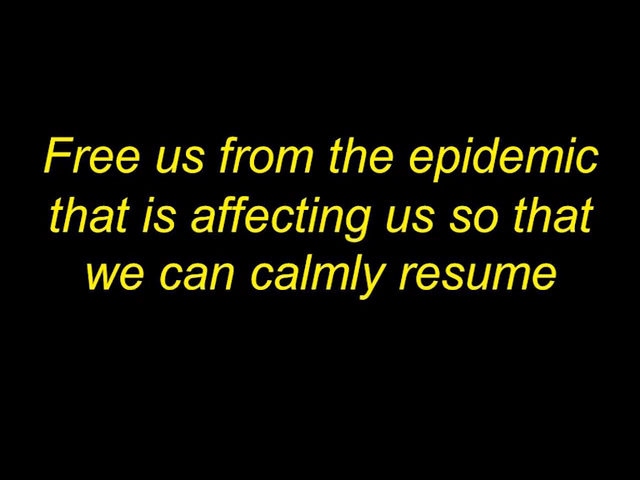 Free us from the epidemic
that is affecting us so that
we can calmly resume